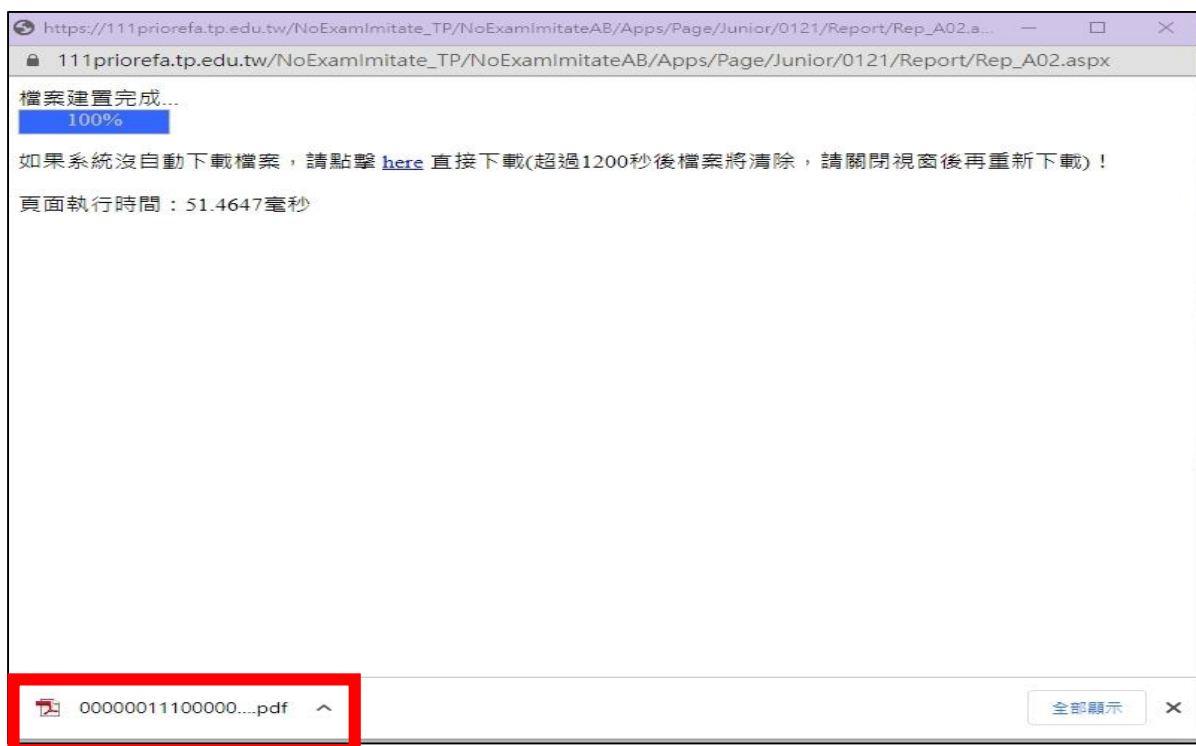 https://111priorefa.tp.edu.tw/NoExamImitate_TP/NoExamImitateAB/Apps/Page/Junior/0121/Report/Rep_A02.a...
111priorefa.tp.edu.tw/NoExamImitate_TP/NoExamImitateAB/Apps/Page/Junior/0121/Report/Rep_A02.aspx
檔案建置完成...
100%
如果系統沒自動下載檔案，請點擊 here 直接下載(超過1200秒後檔案將清除，請關閉視窗後再重新下載)！
頁面執行時間：51.4647毫秒
00000011100000....pdf
全部顯示